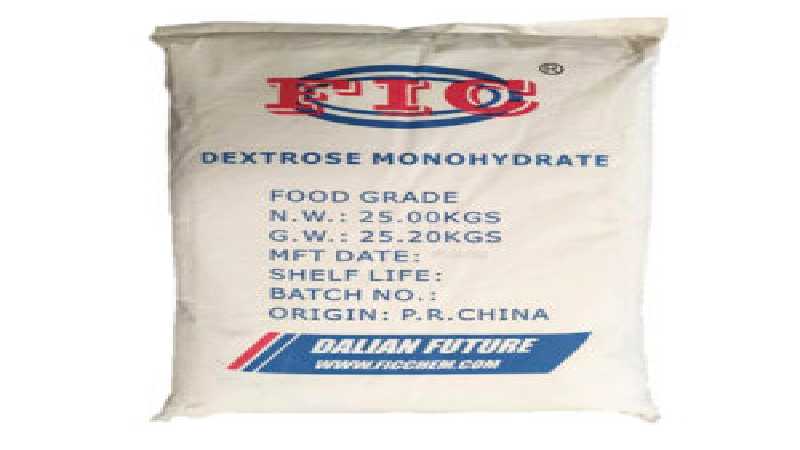 FIC ®
DEXTROSE MONOHYDRATE
FOOD GRADE
N.W.: 25.00KGS
G.W.: 25.20KGS
MFT DATE:
SHELF LIFE:
BATCH NO.:
ORIGIN: P.R.CHINA
DALIAN FUTURE
WWW.FICCHEM.COM